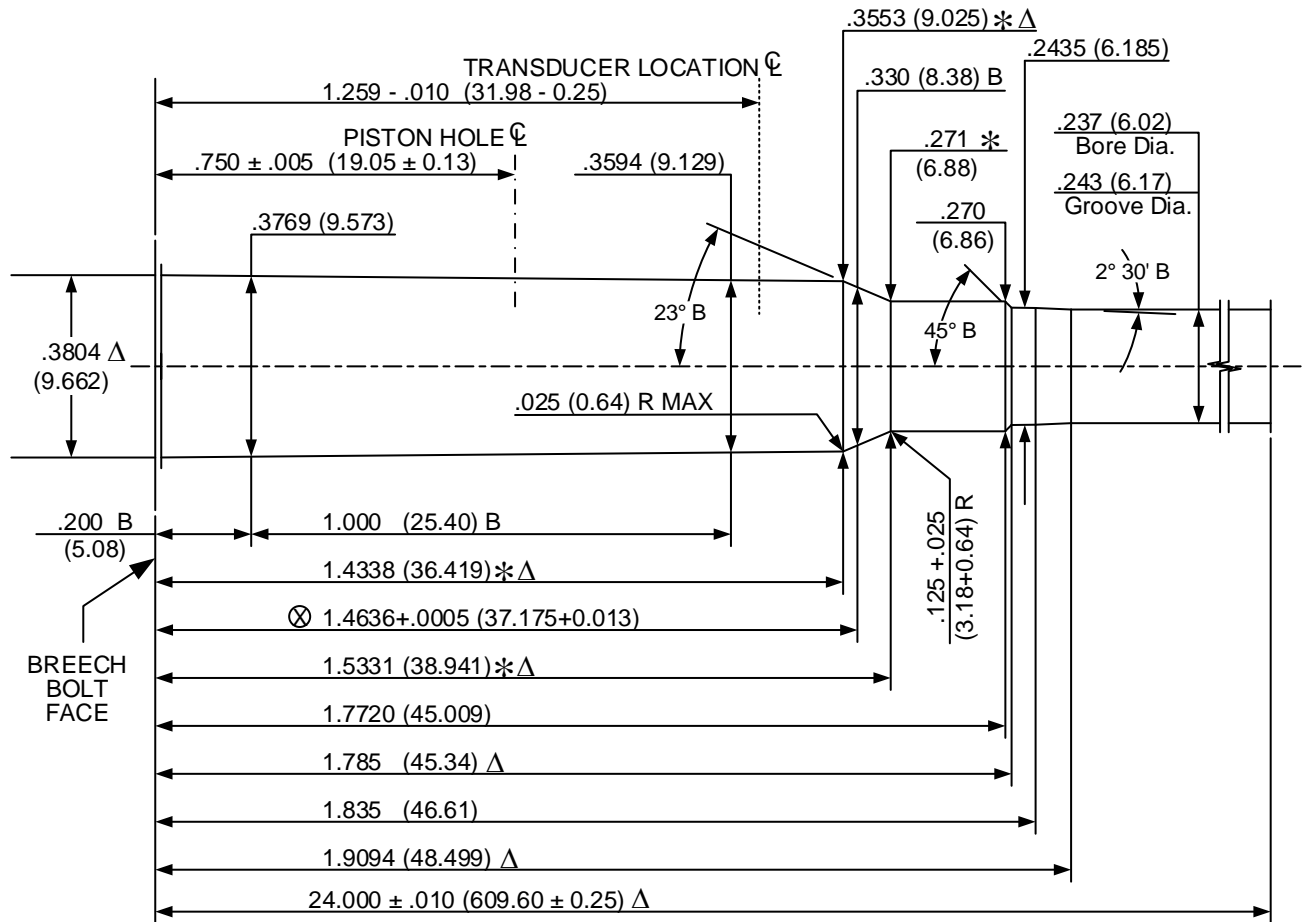 .3553 (9.025) ✻ Δ
.2435 (6.185)
TRANSDUCER LOCATION ℄
.330 (8.38) B
1.259 - .010 (31.98 - 0.25)
.237 (6.02)
Bore Dia.
PISTON HOLE ℄
.271 ✻
(6.88)
.750 ± .005 (19.05 ± 0.13)
.3594 (9.129)
.243 (6.17)
Groove Dia.
.3769 (9.573)
.270
(6.86)
2° 30' B
23° B
45° B
.3804 Δ
(9.662)
.025 (0.64) R MAX
.200 B
(5.08)
1.000 (25.40) B
.125 +.025
(3.18+0.64) R
1.4338 (36.419) ✻ Δ
⊗ 1.4636+.0005 (37.175+0.013)
BREECH
BOLT
FACE
1.5331 (38.941) ✻ Δ
1.7720 (45.009)
1.785 (45.34) Δ
1.835 (46.61)
1.9094 (48.499) Δ
24.000 ± .010 (609.60 ± 0.25) Δ